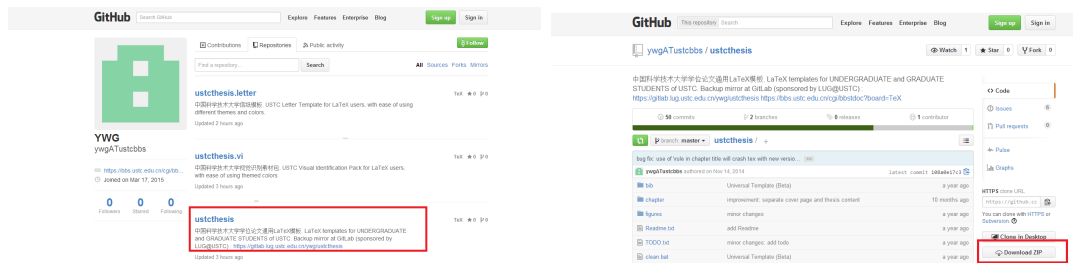 GitHub
Search GitHub
Explore Features Enterprise Blog
Sign up
Sign in
Contributions
Repositories
Public activity
Follow
Find a repository...
Search
All Sources Forks Mirrors
ustcthesis.letter
TeX 0 0
中国科学技术大学信纸模板. USTC Letter Template for LaTeX users, with ease of using
different themes and colors.
Updated 2 hours ago
YWG
ywgATustcbbs
https://bbs.ustc.edu.cn/cgi/bb...
Joined on Mar 17, 2015
0 0 0
Followers Starred Following
ustcthesis.vi
TeX 0 0
中国科学技术大学视觉识别素材包. USTC Visual Identification Pack for LaTeX users,
with ease of using themed colors.
Updated 3 hours ago
ustcthesis
TeX 0 0
中国科学技术大学学位论文通用LaTeX模板. LaTeX templates for UNDERGRADUATE
and GRADUATE STUDENTS of USTC. Backup mirror at GitLab (sponsored by
LUG@USTC) : https://gitlab.lug.ustc.edu.cn/ywg/ustcthesis
Updated 3 hours ago
GitHub
This repository
Search
Explore Features Enterprise Blog
Sign up
Sign in
ywgATustcbbs / ustcthesis
Watch 1
Star 0
Fork 0
中国科学技术大学学位论文通用LaTeX模板. LaTeX templates for UNDERGRADUATE and GRADUATE
STUDENTS of USTC. Backup mirror at GitLab (sponsored by LUG@USTC) :
https://gitlab.lug.ustc.edu.cn/ywg/ustcthesis https://bbs.ustc.edu.cn/cgi/bbstdoc?board=TeX
50 commits
2 branches
0 releases
1 contributor
branch: master
ustcthesis / +
bug fix: use of '\rule in chapter title will crash tex with new versio...
ywgATustcbbs authored on Nov 14, 2014
latest commit
bib Universal Template (Beta) a year ago
chapter improvement: separate cover page and thesis content 10 months ago
figures minor changes a year ago
Readme.txt add Readme a year ago
TODO.txt minor changes: add todo a year ago
clean.bat Universal Template (Beta) a year ago
Code
Issues 0
Pull requests 0
Pulse
Graphs
HTTPS clone URL
https://github.cc
You can clone with HTTPS or
Subversion.
Clone in Desktop
Download ZIP